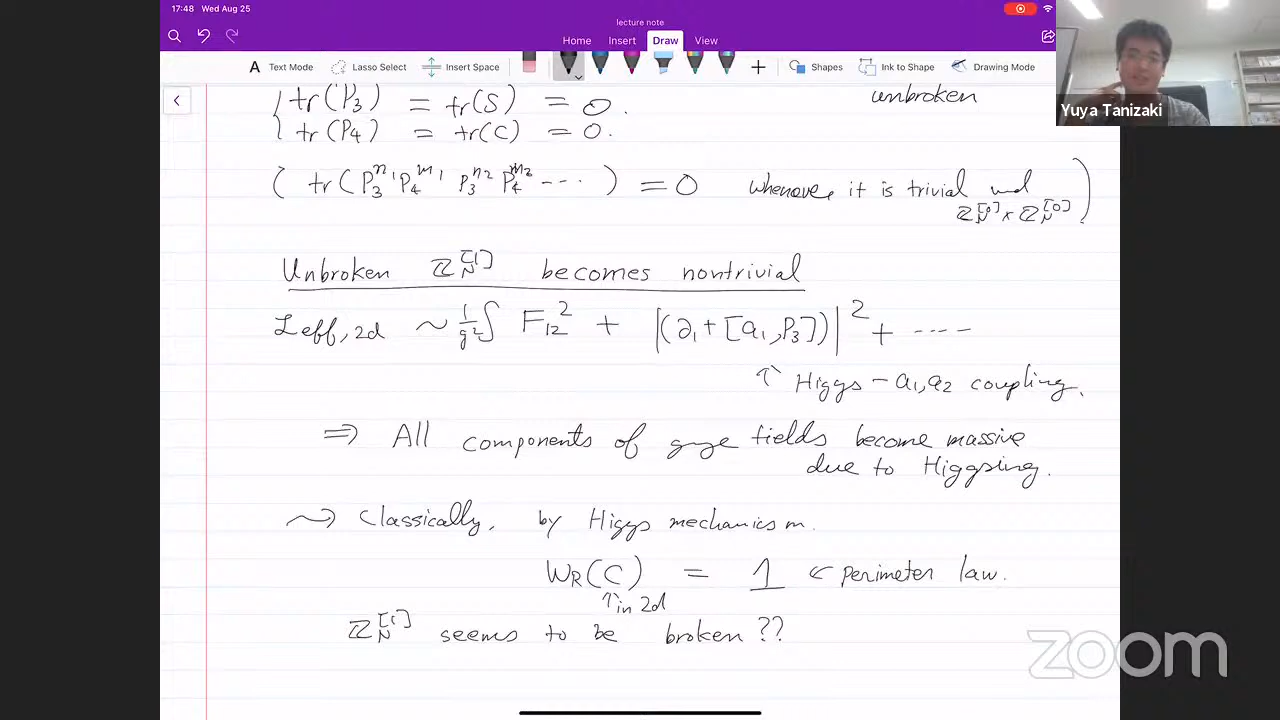 17:48 Wed Aug 25
lecture note
Home Insert Draw View
Text Mode Lasso Select Insert Space Shapes Ink to Shape Drawing Mode
Yuya Tanizaki
tr(P₃) = tr(S) = 0. unbroken
tr(P₄) = tr(C) = 0.
( tr(P₃^{n₁} P₄^{m₁} P₃^{n₂} P₄^{m₂} ⋯ ) = 0 whenever it is trivial mod
ℤ_N^{[0]} × ℤ_N^{[0]} )
Unbroken ℤ_N^{[1]} becomes nontrivial
Leff, 2d ~ 1/g² ∫ F₁₂² + |(∂₁ + [a₁, P₃])|² + ⋯
↑ Higgs - a₁, a₂ coupling.
⇒ All components of gauge fields become massive
due to Higgsing.
⇝ Classically, by Higgs mechanicsm.
W_R(C) = 1 ← perimeter law.
↑ in 2d
ℤ_N^{[1]} seems to be broken ??
zoom